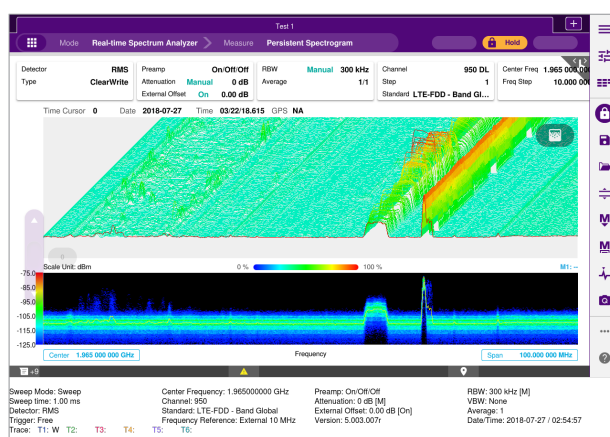 Test 1
Mode Real-time Spectrum Analyzer Measure Persistent Spectrogram Hold
Detector RMS Preamp On/Off/Off RBW Manual 300 kHz Channel 950 DL Center Freq 1.965 000 000
Type ClearWrite Attenuation Manual 0 dB Average 1/1 Step 1 Freq Step 10.000 00
External Offset On 0.00 dB Standard LTE-FDD - Band Gl...
Time Cursor 0 Date 2018-07-27 Time 03/22/18.615 GPS NA
0
Scale Unit: dBm 0 % 100 % M1: --
-75.0
-85.0
-95.0
-105.0
-115.0
-125.0
Center 1.965 000 000 GHz Frequency Span 100.000 000 MHz
+9
Sweep Mode: Sweep Center Frequency: 1.965000000 GHz Preamp: On/Off/Off RBW: 300 kHz [M]
Sweep time: 1.00 ms Channel: 950 Attenuation: 0 dB [M] VBW: None
Detector: RMS Standard: LTE-FDD - Band Global External Offset: 0.00 dB [On] Average: 1
Trigger: Free Frequency Reference: External 10 MHz Version: 5.003.007r Date/Time: 2018-07-27 / 02:54:57
Trace: T1: W T2: T3: T4: T5: T6: